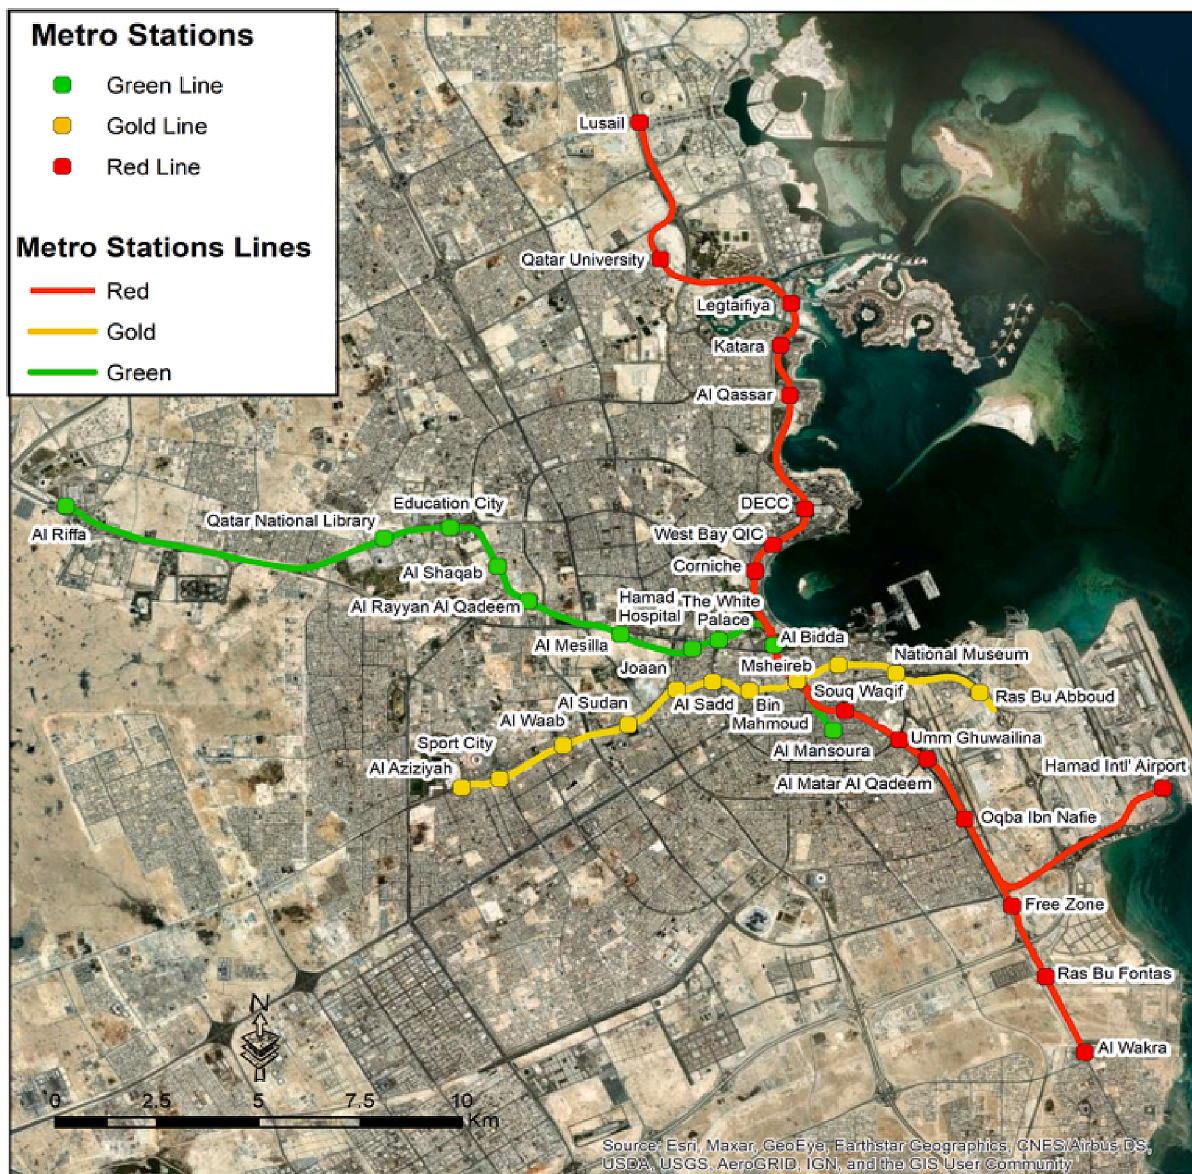 Metro Stations
Green Line
Gold Line
Red Line
Metro Stations Lines
Red
Gold
Green
Lusail
Qatar University
Legtaifiya
Katara
Al Qassar
DECC
West Bay QIC
Corniche
Education City
Qatar National Library
Al Riffa
Al Shaqab
Al Rayyan Al Qadeem
Hamad
Hospital
The White
Palace
Al Mesilla
Al Bidda
Joaan
Msheireb
National Museum
Souq Waqif
Ras Bu Abboud
Al Sudan
Al Sadd
Bin
Mahmoud
Al Waab
Sport City
Al Aziziyah
Al Mansoura
Umm Ghuwailina
Al Matar Al Qadeem
Hamad Intl' Airport
Oqba Ibn Nafie
Free Zone
Ras Bu Fontas
Al Wakra
N
0 2.5 5 7.5 10
Km
Source: Esri, Maxar, GeoEye, Earthstar Geographics, CNES/Airbus DS,
USDA, USGS, AeroGRID, IGN, and the GIS User Community